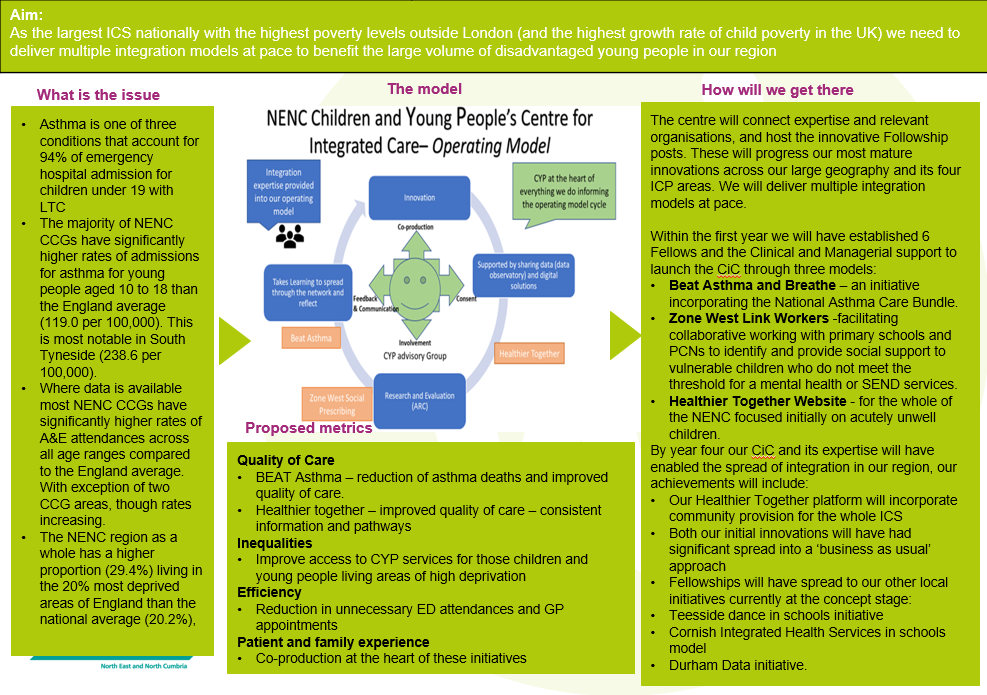 Aim:
As the largest ICS nationally with the highest poverty levels outside London (and the highest growth rate of child poverty in the UK) we need to
deliver multiple integration models at pace to benefit the large volume of disadvantaged young people in our region
What is the issue
• Asthma is one of three
conditions that account for
94% of emergency
hospital admission for
children under 19 with
LTC
• The majority of NENC
CCGs have significantly
higher rates of admissions
for asthma for young
people aged 10 to 18 than
the England average
(119.0 per 100,000). This
is most notable in South
Tyneside (238.6 per
100,000).
• Where data is available
most NENC CCGs have
significantly higher rates of
A&E attendances across
all age ranges compared
to the England average.
With exception of two
CCG areas, though rates
increasing.
• The NENC region as a
whole has a higher
proportion (29.4%) living in
the 20% most deprived
areas of England than the
national average (20.2%),
North East and North Cumbria
The model
NENC Children and Young People's Centre for
Integrated Care– Operating Model
Integration
expertise provided
into our operating
model
Innovation
CYP at the heart of
everything we do informing
the operating model cycle
Co-production
Takes Learning to spread
through the network and
reflect
Supported by sharing data (data
observatory) and digital
solutions
Feedback
& Communication
Consent
Involvement
CYP advisory Group
Beat Asthma
Healthier Together
Zone West Social
Prescribing
Research and Evaluation
(ARC)
Proposed metrics
Quality of Care
• BEAT Asthma – reduction of asthma deaths and improved
quality of care.
• Healthier together – improved quality of care – consistent
information and pathways
Inequalities
• Improve access to CYP services for those children and
young people living areas of high deprivation
Efficiency
• Reduction in unnecessary ED attendances and GP
appointments
Patient and family experience
• Co-production at the heart of these initiatives
How will we get there
The centre will connect expertise and relevant
organisations, and host the innovative Followship
posts. These will progress our most mature
innovations across our large geography and its four
ICP areas. We will deliver multiple integration
models at pace.
Within the first year we will have established 6
Fellows and the Clinical and Managerial support to
launch the CiC through three models:
• Beat Asthma and Breathe – an initiative
incorporating the National Asthma Care Bundle.
• Zone West Link Workers -facilitating
collaborative working with primary schools and
PCNs to identify and provide social support to
vulnerable children who do not meet the
threshold for a mental health or SEND services.
• Healthier Together Website - for the whole of
the NENC focused initially on acutely unwell
children.
By year four our CiC and its expertise will have
enabled the spread of integration in our region, our
achievements will include:
• Our Healthier Together platform will incorporate
community provision for the whole ICS
• Both our initial innovations will have had
significant spread into a 'business as usual'
approach
• Fellowships will have spread to our other local
initiatives currently at the concept stage:
• Teesside dance in schools initiative
• Cornish Integrated Health Services in schools
model
• Durham Data initiative.